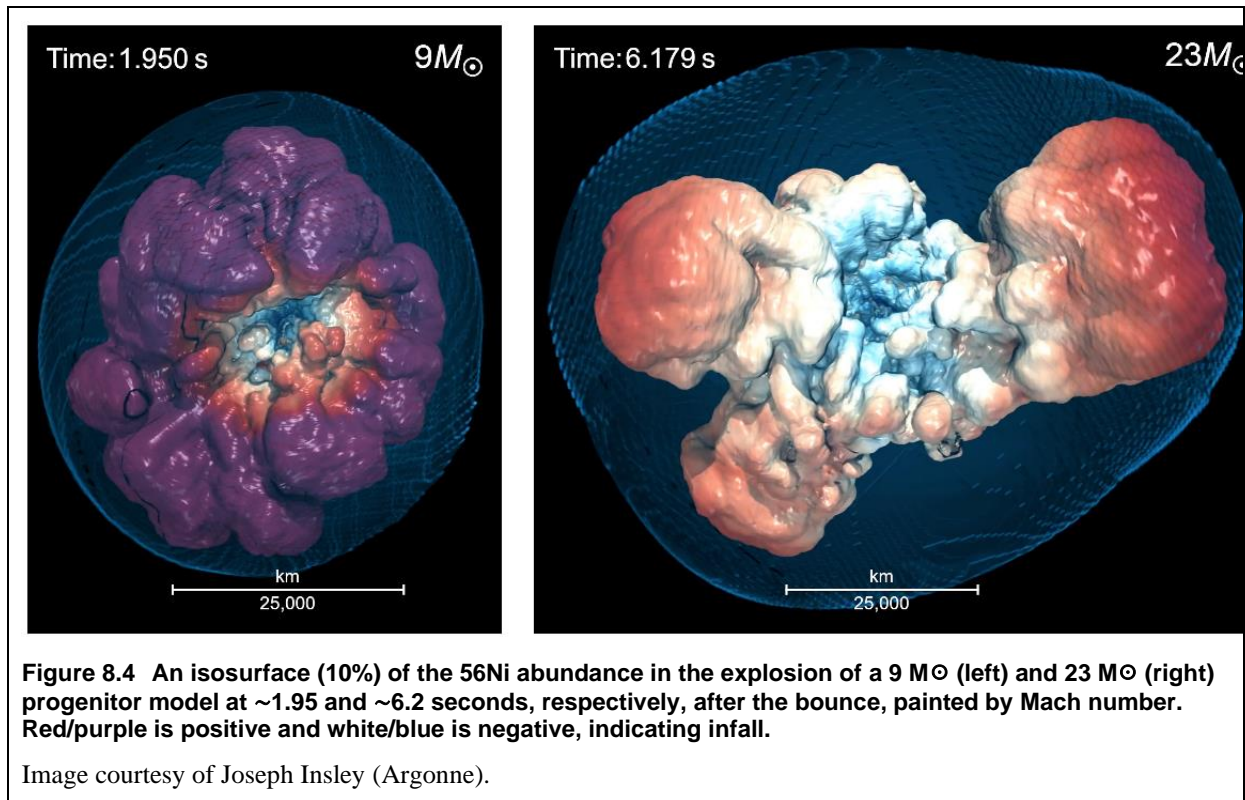 Time: 1.950 s
9M☉
km
25,000
Time: 6.179 s
23M☉
km
25,000
Figure 8.4 An isosurface (10%) of the 56Ni abundance in the explosion of a 9 M⊙ (left) and 23 M⊙ (right)
progenitor model at ~1.95 and ~6.2 seconds, respectively, after the bounce, painted by Mach number.
Red/purple is positive and white/blue is negative, indicating infall.
Image courtesy of Joseph Insley (Argonne).